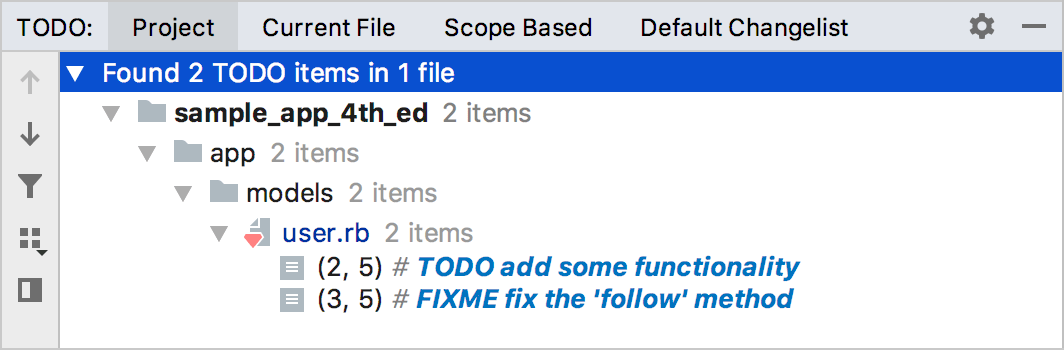 TODO: Project Current File Scope Based Default Changelist
Found 2 TODO items in 1 file
sample_app_4th_ed 2 items
app 2 items
models 2 items
user.rb 2 items
(2, 5) # TODO add some functionality
(3, 5) # FIXME fix the 'follow' method